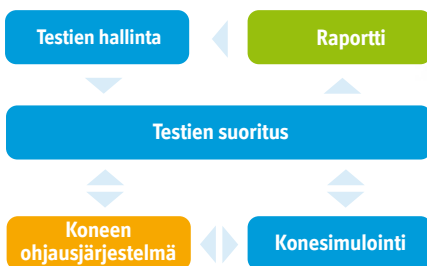 Testien hallinta
Raportti
Testien suoritus
Koneen
ohjausjärjestelmä
Konesimulointi